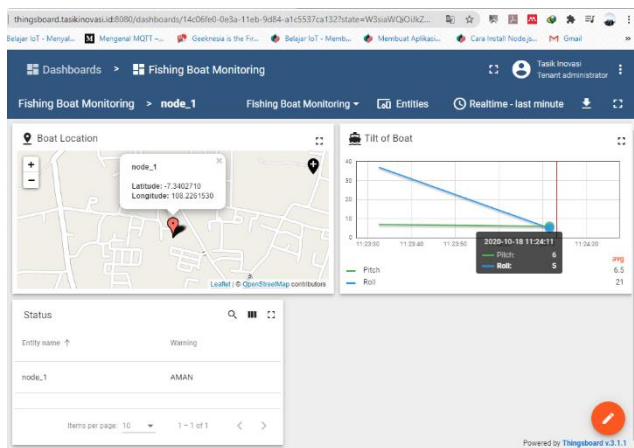 thingsboard.tasikinovasi.id:8080/dashboards/14c06fe0-0e3a-11eb-9d84-a1c5537ca132?state=W3siaWQiOiJkZ...
Belajar IoT - Menyal... Mengenal MQTT –... Geeknesia is the Fir... Belajar IoT - Memb... Membuat Aplikasi... Cara Install Node.js... Gmail »
Dashboards > Fishing Boat Monitoring
Tasik Inovasi
Tenant administrator
Fishing Boat Monitoring > node_1 Fishing Boat Monitoring Entities Realtime - last minute
Boat Location
+
−
node_1
×
Latitude: -7.3402710
Longitude: 108.2261530
Leaflet | © OpenStreetMap contributors
Tilt of Boat
40
30
20
10
0
11:23:30 11:23:40 11:23:50 11:24:20
2020-10-18 11:24:11
Pitch: 6
Roll: 5
avg
Pitch 6.5
Roll 21
Status
Entity name ↑ Warning
node_1 AMAN
Items per page: 10 1 – 1 of 1 < >
Powered by Thingsboard v.3.1.1